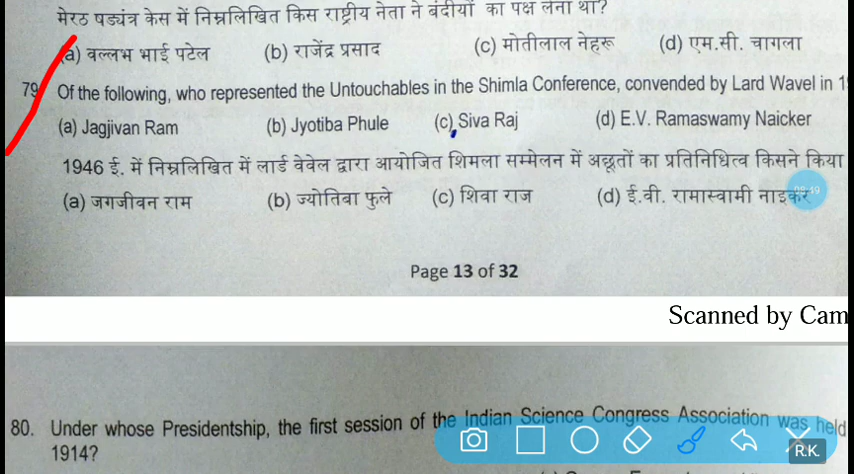 मेरठ षड्यंत्र केस में निम्नलिखित किस राष्ट्रीय नेता ने बंदीयों का पक्ष लेना था?
(a) वल्लभ भाई पटेल (b) राजेंद्र प्रसाद (c) मोतीलाल नेहरू (d) एम.सी. चागला
79 Of the following, who represented the Untouchables in the Shimla Conference, convended by Lard Wavel in
(a) Jagjivan Ram (b) Jyotiba Phule (c) Siva Raj (d) E.V. Ramaswamy Naicker
1946 ई. में निम्नलिखित में लार्ड वेवेल द्वारा आयोजित शिमला सम्मेलन में अछूतों का प्रतिनिधित्व किसने किया
(a) जगजीवन राम (b) ज्योतिबा फुले (c) शिवा राज (d) ई.वी. रामास्वामी नाइकर
Page 13 of 32
Scanned by Cam
80. Under whose Presidentship, the first session of the Indian Science Congress Association was held
1914?
R.K.